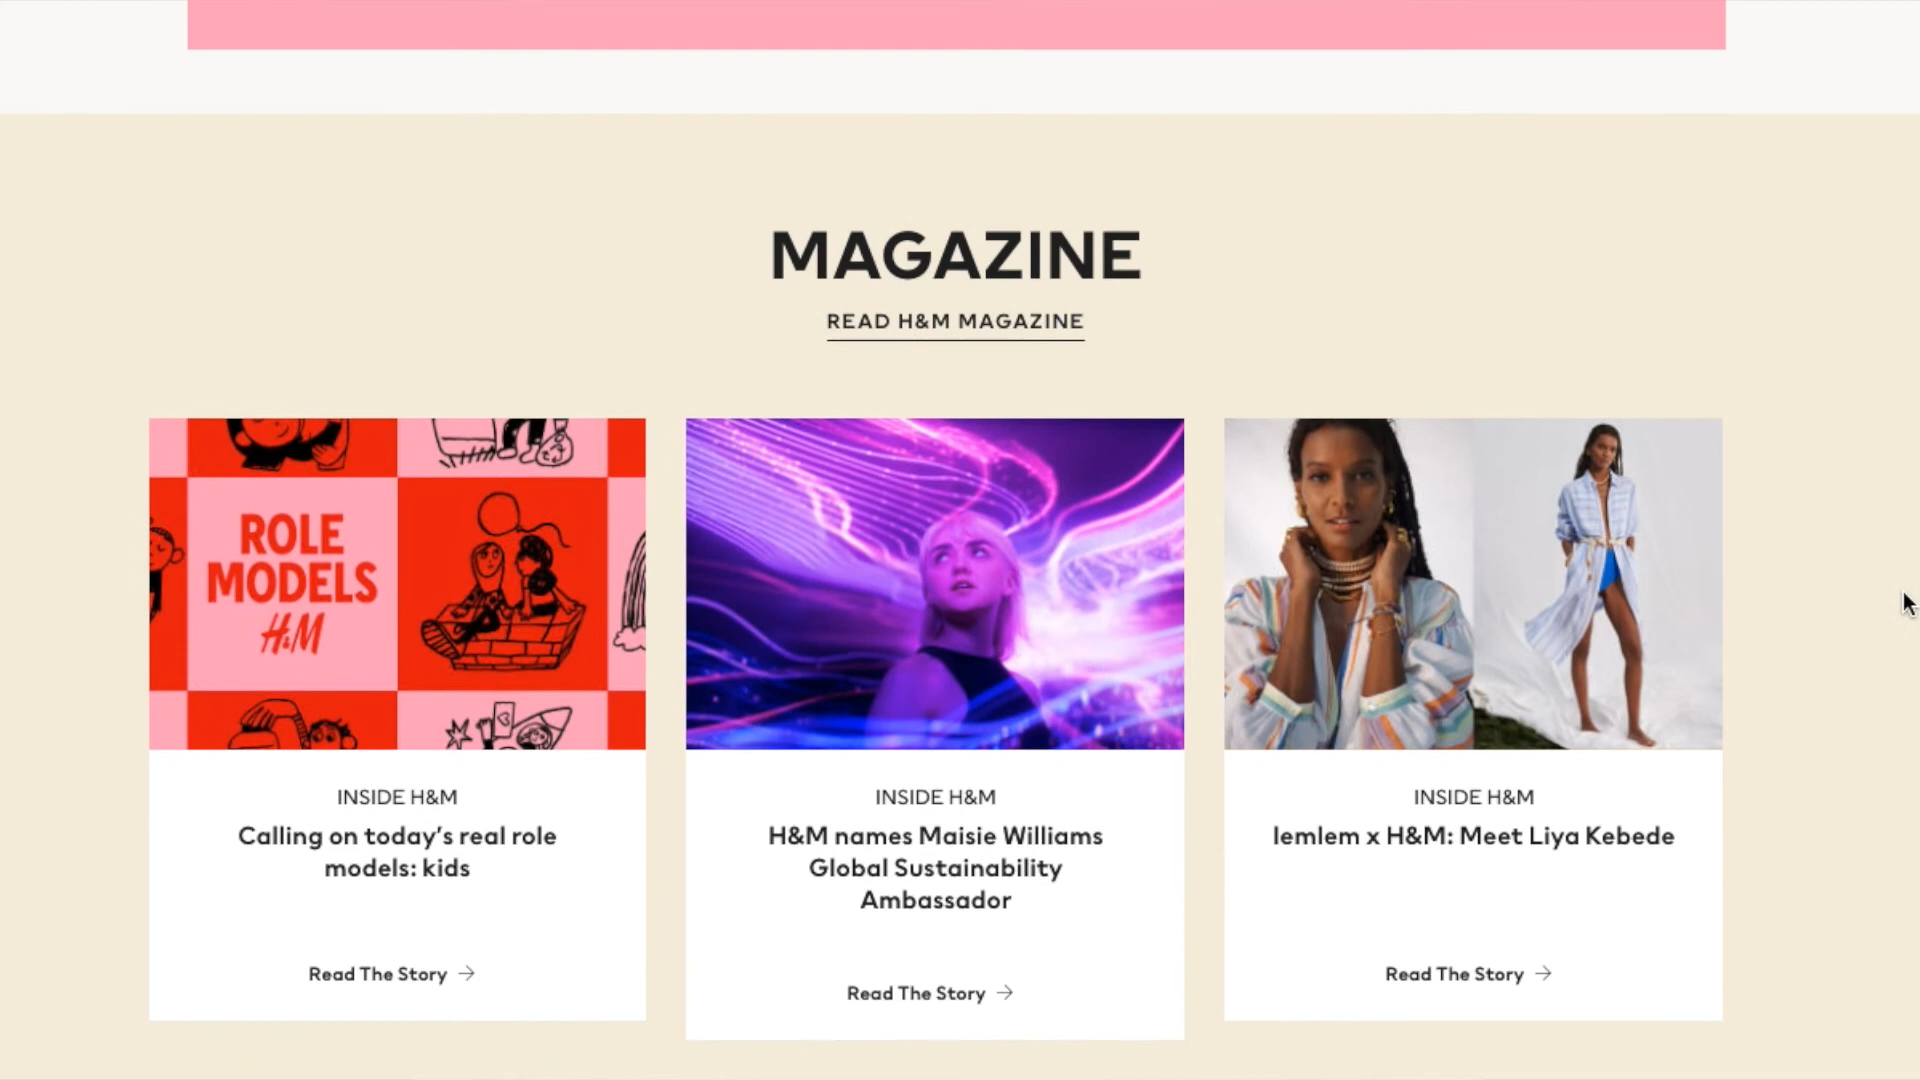 MAGAZINE
READ H&M MAGAZINE
ROLE
MODELS
H&M
INSIDE H&M
Calling on today’s real role
models: kids
Read The Story
INSIDE H&M
H&M names Maisie Williams
Global Sustainability
Ambassador
Read The Story
INSIDE H&M
lemlem x H&M: Meet Liya Kebede
Read The Story